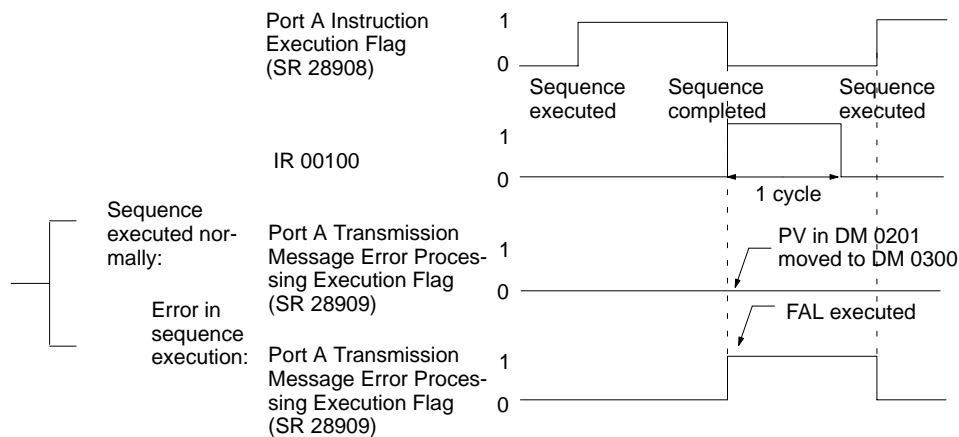 Port A Instruction
Execution Flag
(SR 28908)
1
0
Sequence
executed
Sequence
completed
Sequence
executed
IR 00100
1
0
1 cycle
Sequence
executed nor-
mally:
Port A Transmission
Message Error Proces-
sing Execution Flag
(SR 28909)
1
0
PV in DM 0201
moved to DM 0300
Error in
sequence
execution:
FAL executed
Port A Transmission
Message Error Proces-
sing Execution Flag
(SR 28909)
1
0